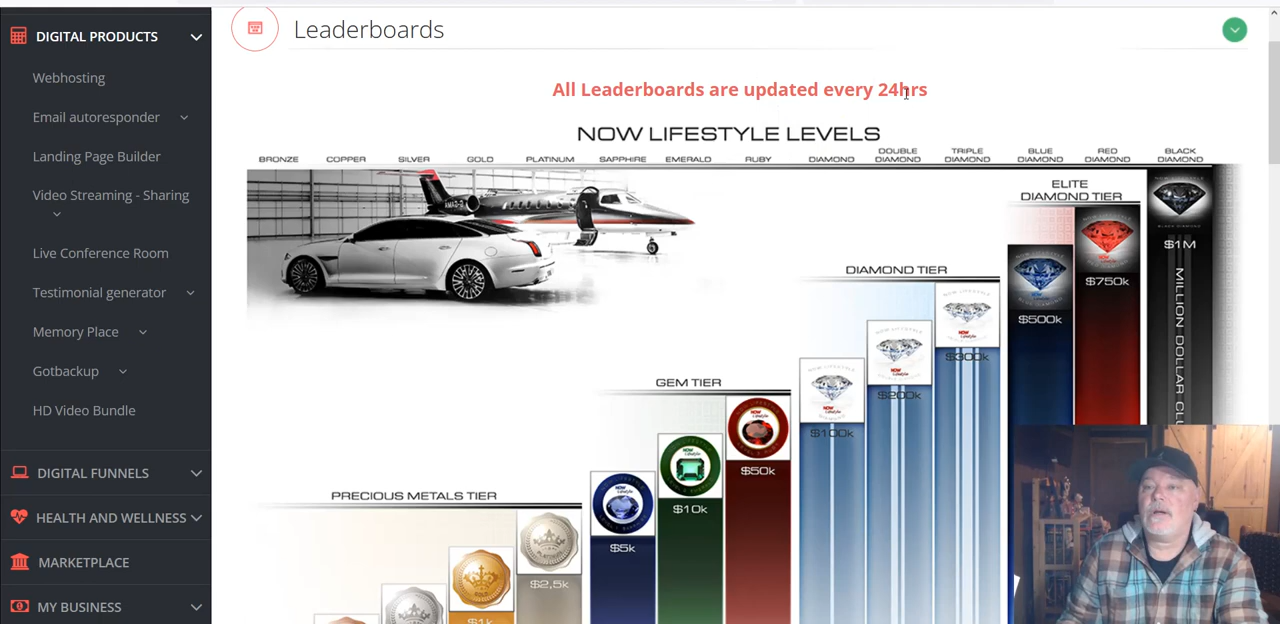 DIGITAL PRODUCTS
Webhosting
Email autoresponder
Landing Page Builder
Video Streaming - Sharing
Live Conference Room
Testimonial generator
Memory Place
Gotbackup
HD Video Bundle
DIGITAL FUNNELS
HEALTH AND WELLNESS
MARKETPLACE
MY BUSINESS
Leaderboards
All Leaderboards are updated every 24hrs
NOW LIFESTYLE LEVELS
BRONZE COPPER SILVER GOLD PLATINUM SAPPHIRE EMERALD RUBY DIAMOND DOUBLE DIAMOND TRIPLE DIAMOND BLUE DIAMOND RED DIAMOND BLACK DIAMOND
ELITE
DIAMOND TIER
$1M
MILLION DOLLAR
$750k
$500k
DIAMOND TIER
$300k
$200k
$100k
GEM TIER
$50k
$10k
$5k
PRECIOUS METALS TIER
$2,5k
$1k